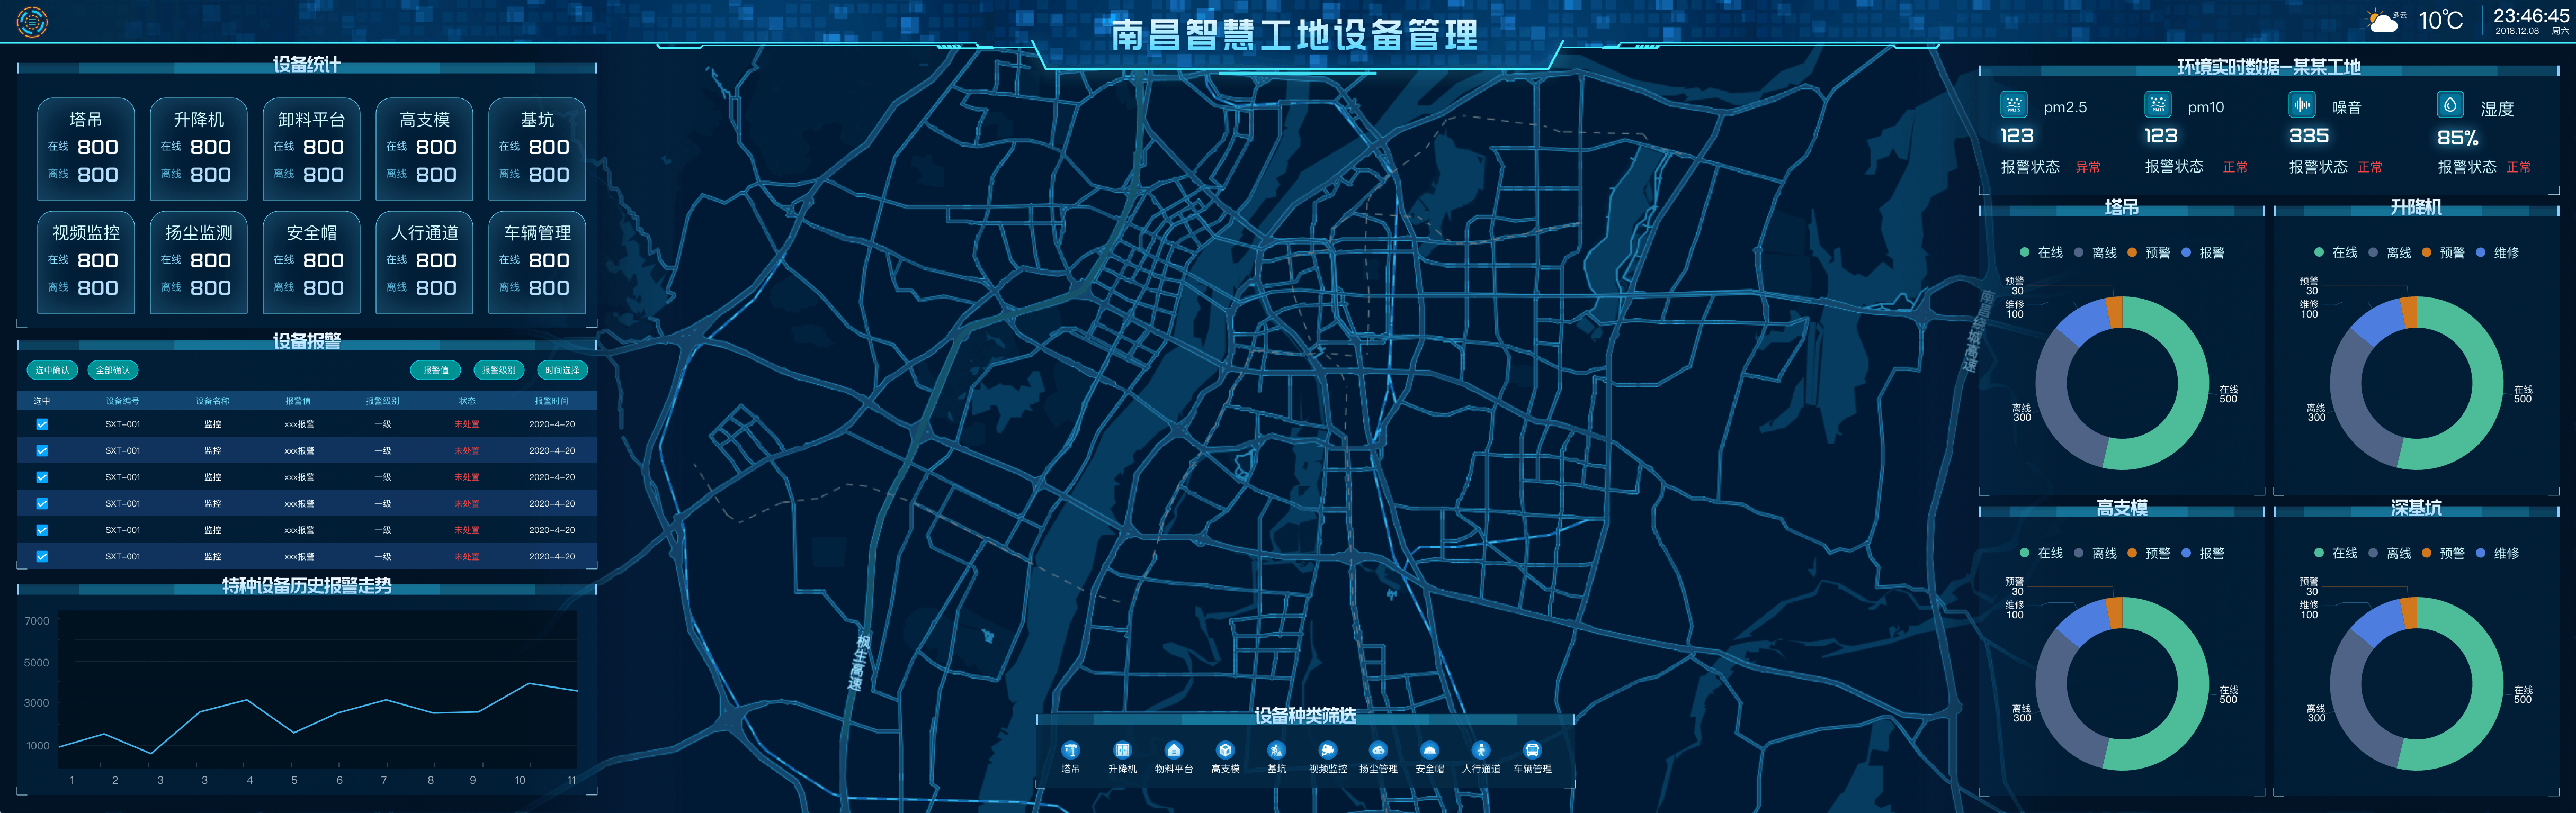 南昌智慧工地设备管理
多云 10℃ 23:46:45
2018.12.08 周六
设备统计
塔吊 升降机 卸料平台 高支模 基坑
在线 800 在线 800 在线 800 在线 800 在线 800
离线 800 离线 800 离线 800 离线 800 离线 800
视频监控 扬尘监测 安全帽 人行通道 车辆管理
在线 800 在线 800 在线 800 在线 800 在线 800
离线 800 离线 800 离线 800 离线 800 离线 800
设备报警
选中确认 全部确认 报警值 报警级别 时间选择
选中 设备编号 设备名称 报警值 报警级别 状态 报警时间
SXT-001 监控 xxx报警 一级 未处置 2020-4-20
SXT-001 监控 xxx报警 一级 未处置 2020-4-20
SXT-001 监控 xxx报警 一级 未处置 2020-4-20
SXT-001 监控 xxx报警 一级 未处置 2020-4-20
SXT-001 监控 xxx报警 一级 未处置 2020-4-20
SXT-001 监控 xxx报警 一级 未处置 2020-4-20
特种设备历史报警走势
7000
5000
3000
1000
1 2 3 3 4 5 6 7 8 9 10 11
枫生高速
设备种类筛选
塔吊 升降机 物料平台 高支模 基坑 视频监控 扬尘管理 安全帽 人行通道 车辆管理
环境实时数据—某某工地
PM2.5 pm2.5 PM10 pm10 噪音 湿度
123 123 335 85%
报警状态 异常 报警状态 正常 报警状态 正常 报警状态 正常
塔吊
在线 离线 预警 报警
预警
30
维修
100
在线
500
离线
300
升降机
在线 离线 预警 维修
预警
30
维修
100
在线
500
离线
300
高支模
在线 离线 预警 报警
预警
30
维修
100
在线
500
离线
300
深基坑
在线 离线 预警 维修
预警
30
维修
100
在线
500
离线
300